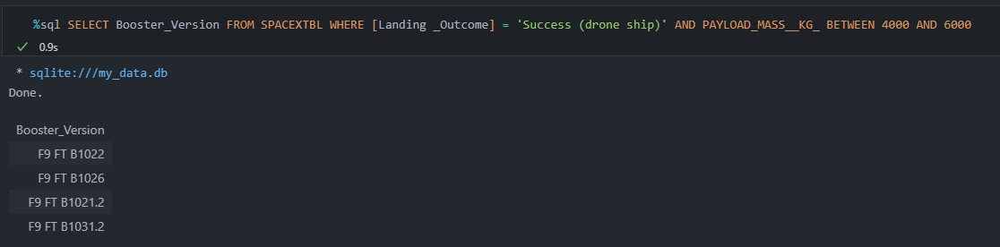 %sql SELECT Booster_Version FROM SPACEXTBL WHERE [Landing _Outcome] = 'Success (drone ship)' AND PAYLOAD_MASS__KG_ BETWEEN 4000 AND 6000
0.9s
* sqlite:///my_data.db
Done.
Booster_Version
F9 FT B1022
F9 FT B1026
F9 FT B1021.2
F9 FT B1031.2